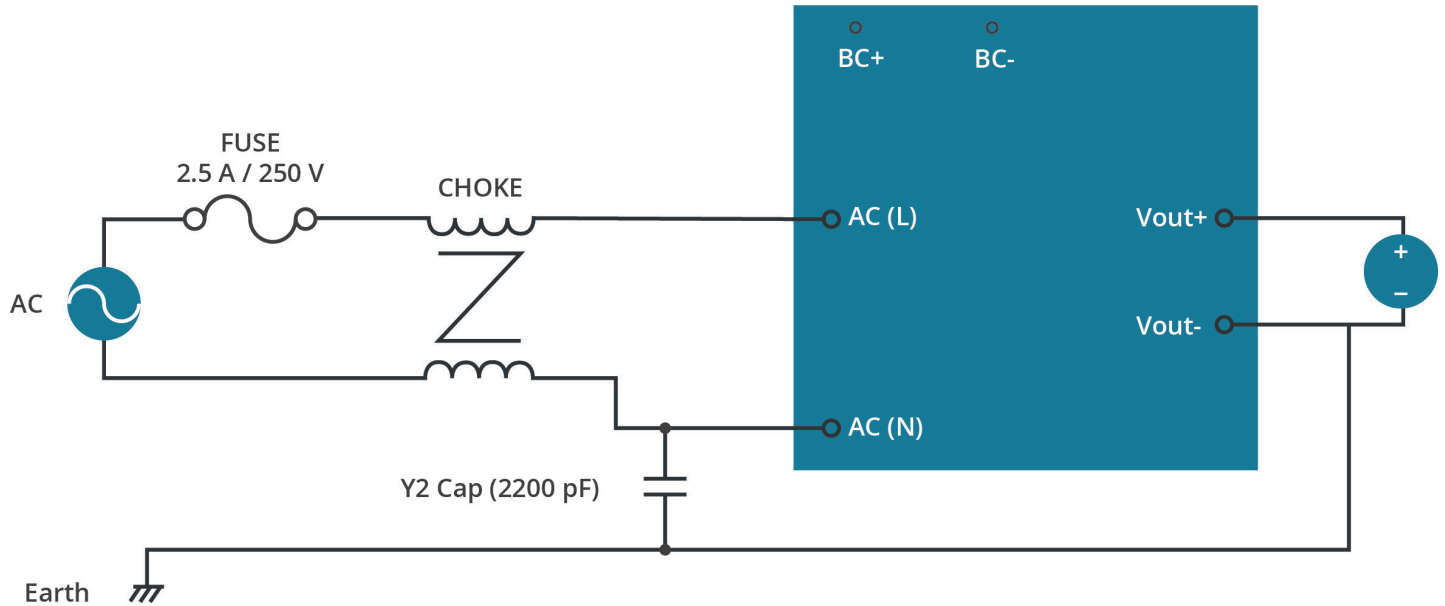 BC+
BC-
FUSE
2.5 A / 250 V
CHOKE
AC (L)
Vout+
+
−
AC
Vout-
AC (N)
Y2 Cap (2200 pF)
Earth